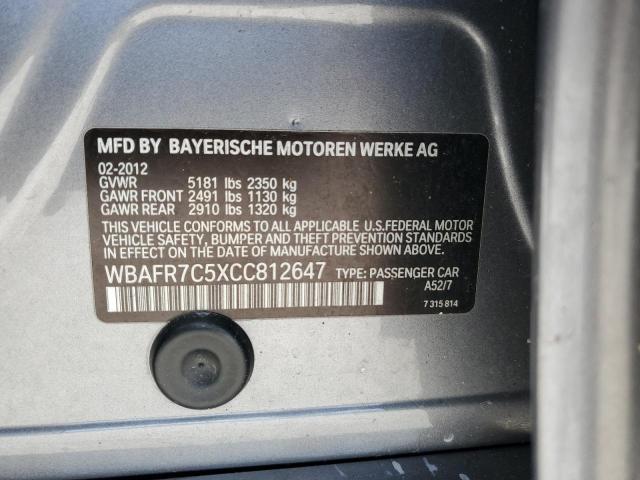 MFD BY BAYERISCHE MOTOREN WERKE AG
02-2012
GVWR 5181 lbs 2350 kg
GAWR FRONT 2491 lbs 1130 kg
GAWR REAR 2910 lbs 1320 kg
THIS VEHICLE CONFORMS TO ALL APPLICABLE U.S.FEDERAL MOTOR
VEHICLE SAFETY, BUMPER AND THEFT PREVENTION STANDARDS
IN EFFECT ON THE DATE OF MANUFACTURE SHOWN ABOVE.
WBAFR7C5XCC812647 TYPE: PASSENGER CAR
A52/7
7 315 814